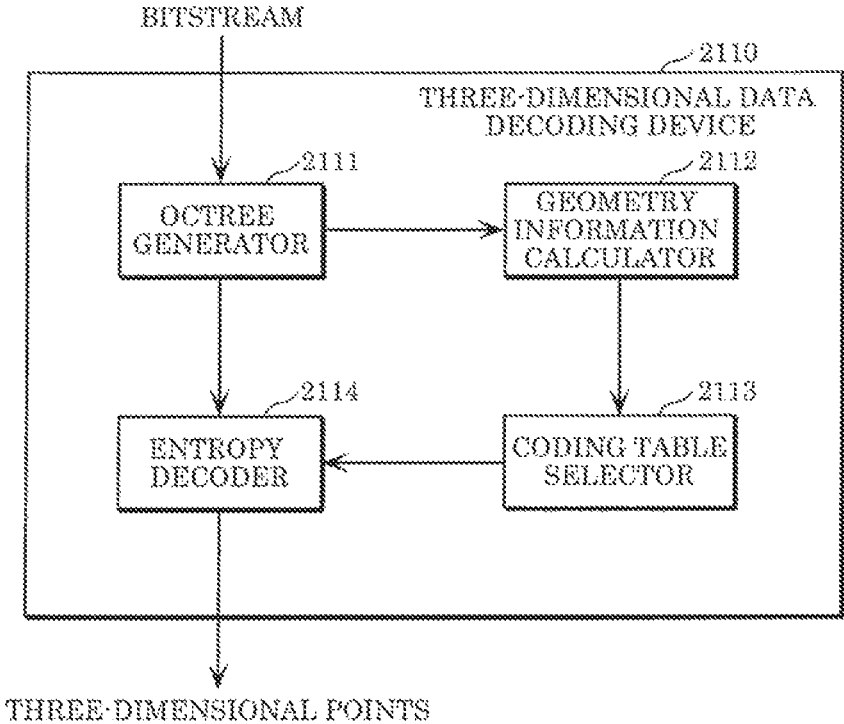 BITSTREAM
2110
THREE-DIMENSIONAL DATA
DECODING DEVICE
2111
OCTREE
GENERATOR
2112
GEOMETRY
INFORMATION
CALCULATOR
2114
ENTROPY
DECODER
2113
CODING TABLE
SELECTOR
THREE-DIMENSIONAL POINTS